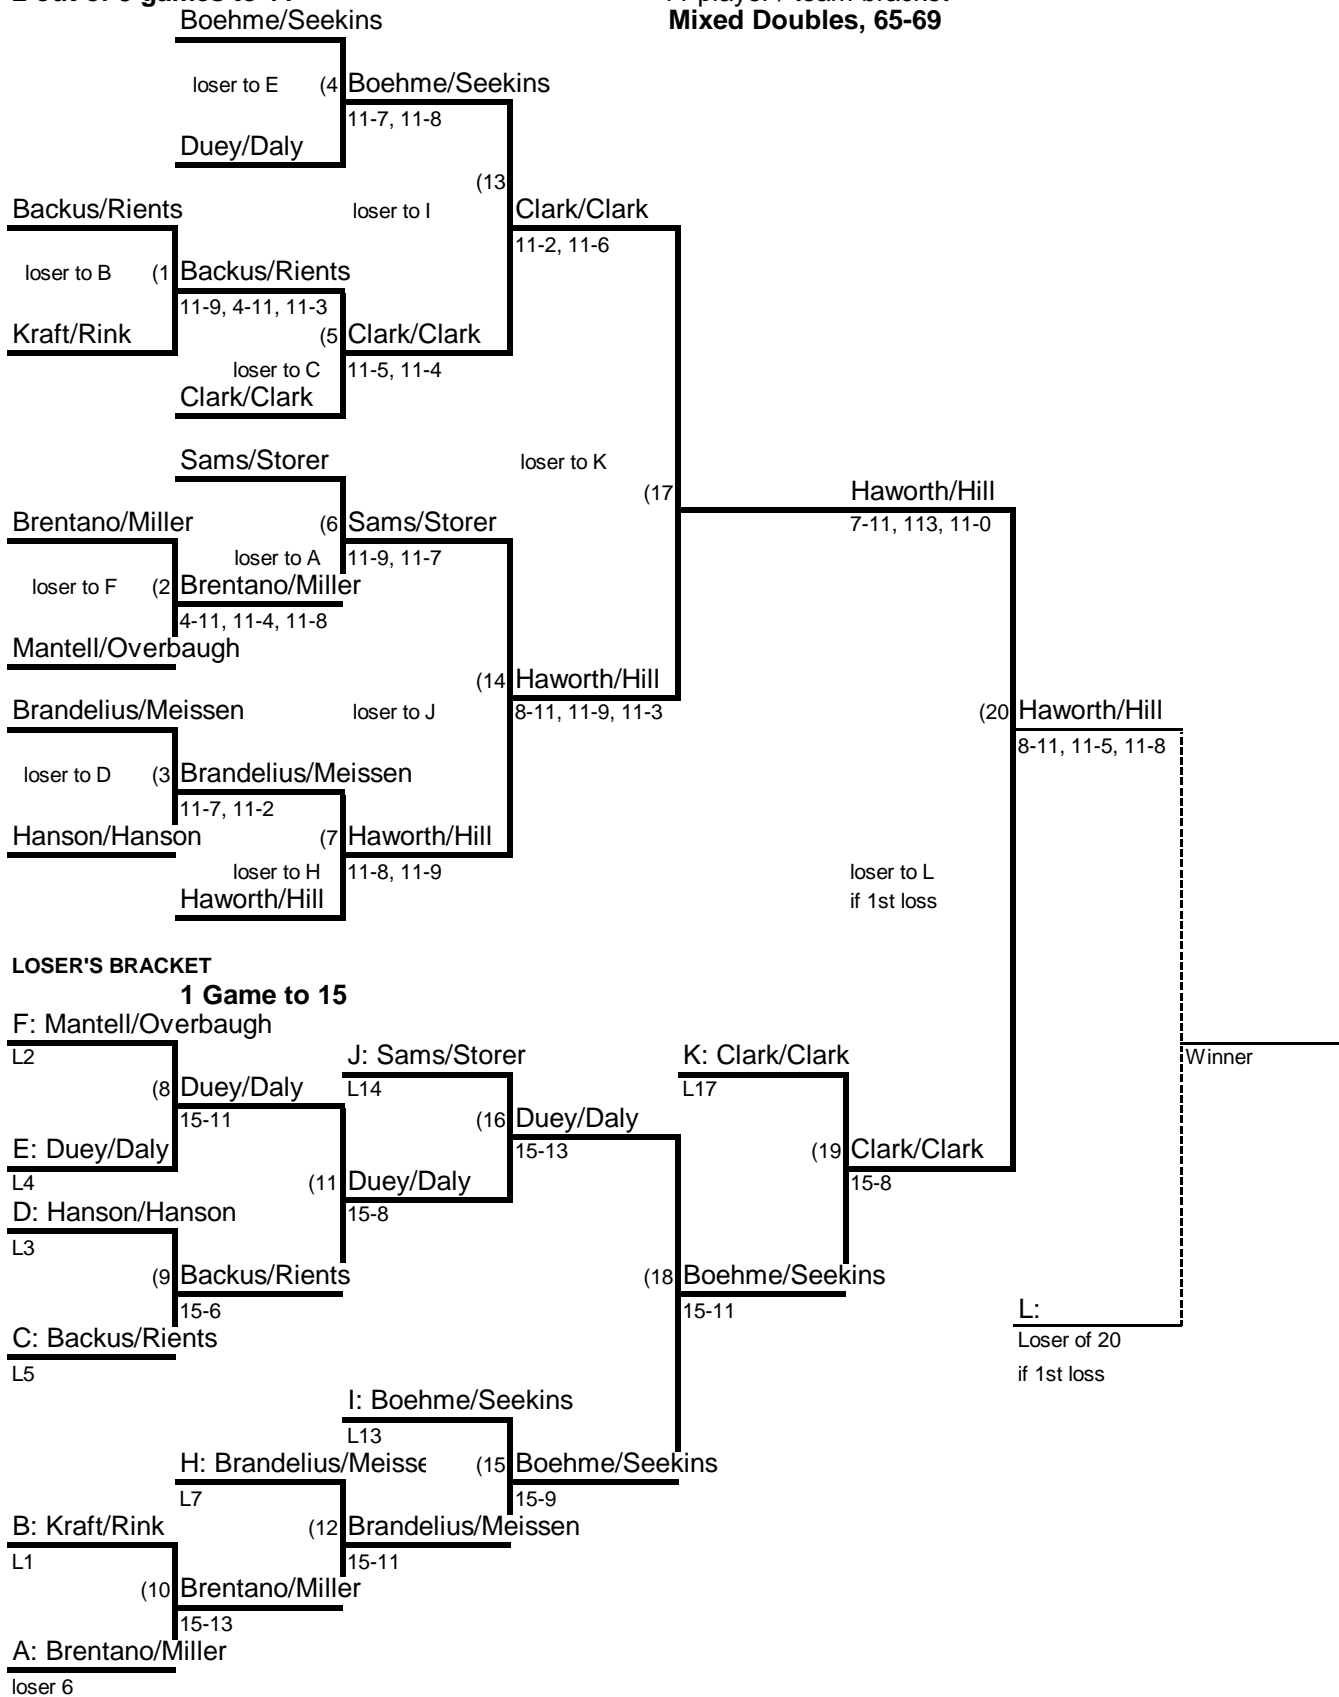 Boehme/Seekins
Mixed Doubles, 65-69
loser to E
(4
Boehme/Seekins
11-7, 11-8
Duey/Daly
(13
Backus/Rients
loser to I
Clark/Clark
11-2, 11-6
loser to B
(1
Backus/Rients
11-9, 4-11, 11-3
Kraft/Rink
(5
Clark/Clark
loser to C
11-5, 11-4
Clark/Clark
Sams/Storer
loser to K
(17
Haworth/Hill
7-11, 113, 11-0
Brentano/Miller
(6
Sams/Storer
loser to A
11-9, 11-7
loser to F
(2
Brentano/Miller
4-11, 11-4, 11-8
Mantell/Overbaugh
(14
Haworth/Hill
8-11, 11-9, 11-3
Brandelius/Meissen
loser to J
(20
Haworth/Hill
8-11, 11-5, 11-8
loser to D
(3
Brandelius/Meissen
11-7, 11-2
Hanson/Hanson
(7
Haworth/Hill
loser to H
11-8, 11-9
loser to L
Haworth/Hill
if 1st loss
LOSER'S BRACKET
1 Game to 15
F: Mantell/Overbaugh
L2
J: Sams/Storer
L14
K: Clark/Clark
L17
Winner
(8
Duey/Daly
15-11
(16
Duey/Daly
15-13
E: Duey/Daly
L4
(19
Clark/Clark
15-8
(11
Duey/Daly
15-8
D: Hanson/Hanson
L3
(9
Backus/Rients
15-6
(18
Boehme/Seekins
15-11
L:
Loser of 20
if 1st loss
C: Backus/Rients
L5
I: Boehme/Seekins
L13
H: Brandelius/Meisse
L7
(15
Boehme/Seekins
15-9
B: Kraft/Rink
L1
(12
Brandelius/Meissen
15-11
(10
Brentano/Miller
15-13
A: Brentano/Miller
loser 6